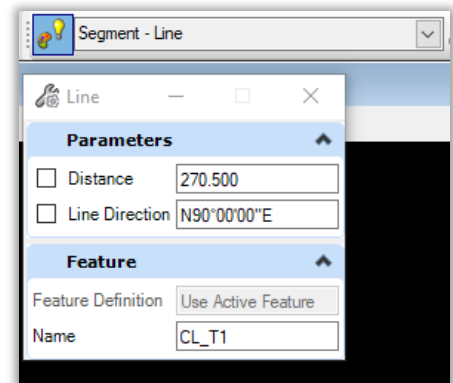 Segment - Line
Line
Parameters
Distance 270.500
Line Direction N90°00'00"E
Feature
Feature Definition Use Active Feature
Name CL_T1